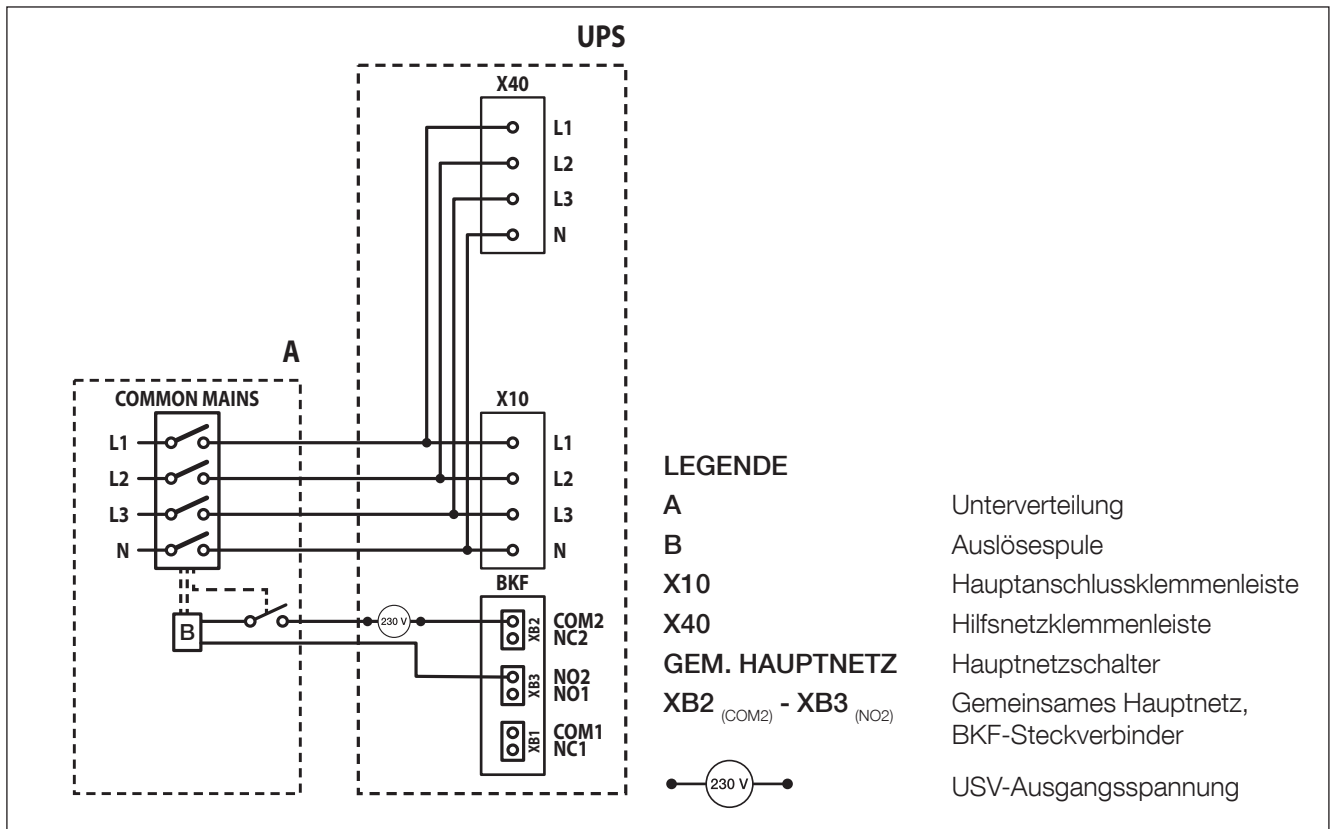 UPS
X40
L1
L2
L3
N
A
COMMON MAINS
L1
L2
L3
N
X10
L1
L2
L3
N
BKF
B
230 V
XB2
COM2
NC2
XB3
NO2
NO1
XB1
COM1
NC1
LEGENDE
A Unterverteilung
B Auslösespule
X10 Hauptanschlussklemmenleiste
X40 Hilfsnetzklemmenleiste
GEM. HAUPTNETZ Hauptnetzschalter
XB2 (COM2) - XB3 (NO2) Gemeinsames Hauptnetz,
BKF-Steckverbinder
230 V USV-Ausgangsspannung